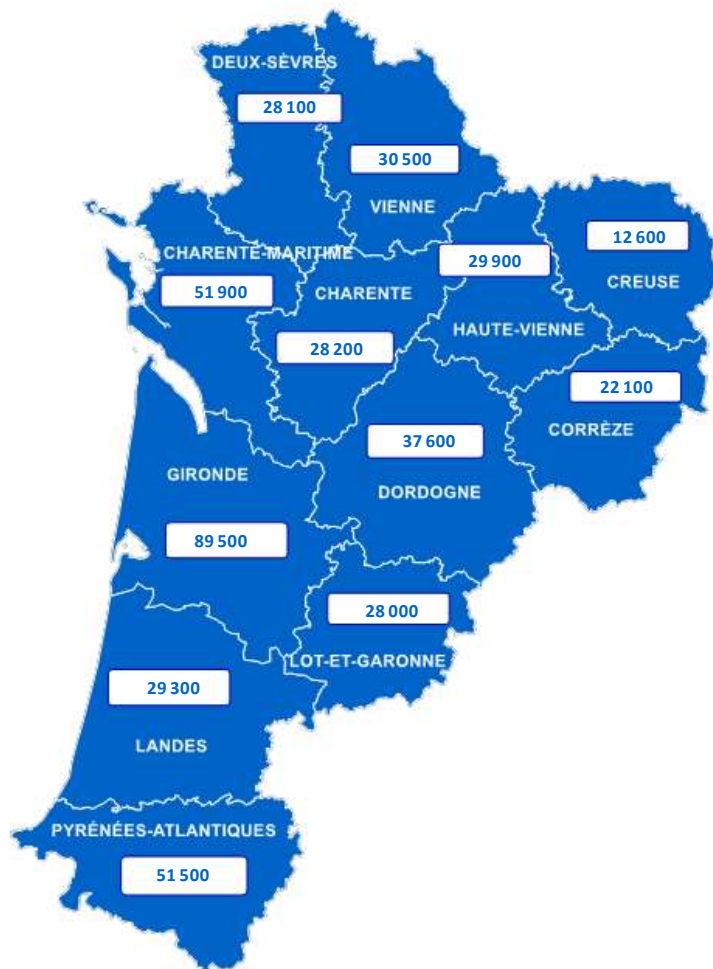 DEUX-SÈVRES
28 100
30 500
VIENNE
12 600
CREUSE
CHARENTE-MARITIME
51 900
29 900
HAUTE-VIENNE
CHARENTE
28 200
22 100
CORRÈZE
37 600
DORDOGNE
GIRONDE
89 500
28 000
LOT-ET-GARONNE
29 300
LANDES
PYRÉNÉES-ATLANTIQUES
51 500